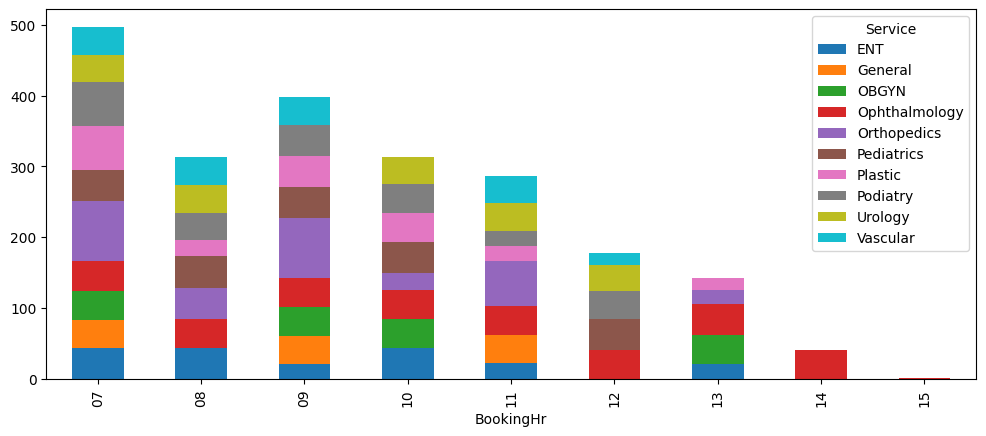 500
400
300
200
100
0
07
08
09
10
11
12
13
14
15
BookingHr
Service
ENT
General
OBGYN
Ophthalmology
Orthopedics
Pediatrics
Plastic
Podiatry
Urology
Vascular